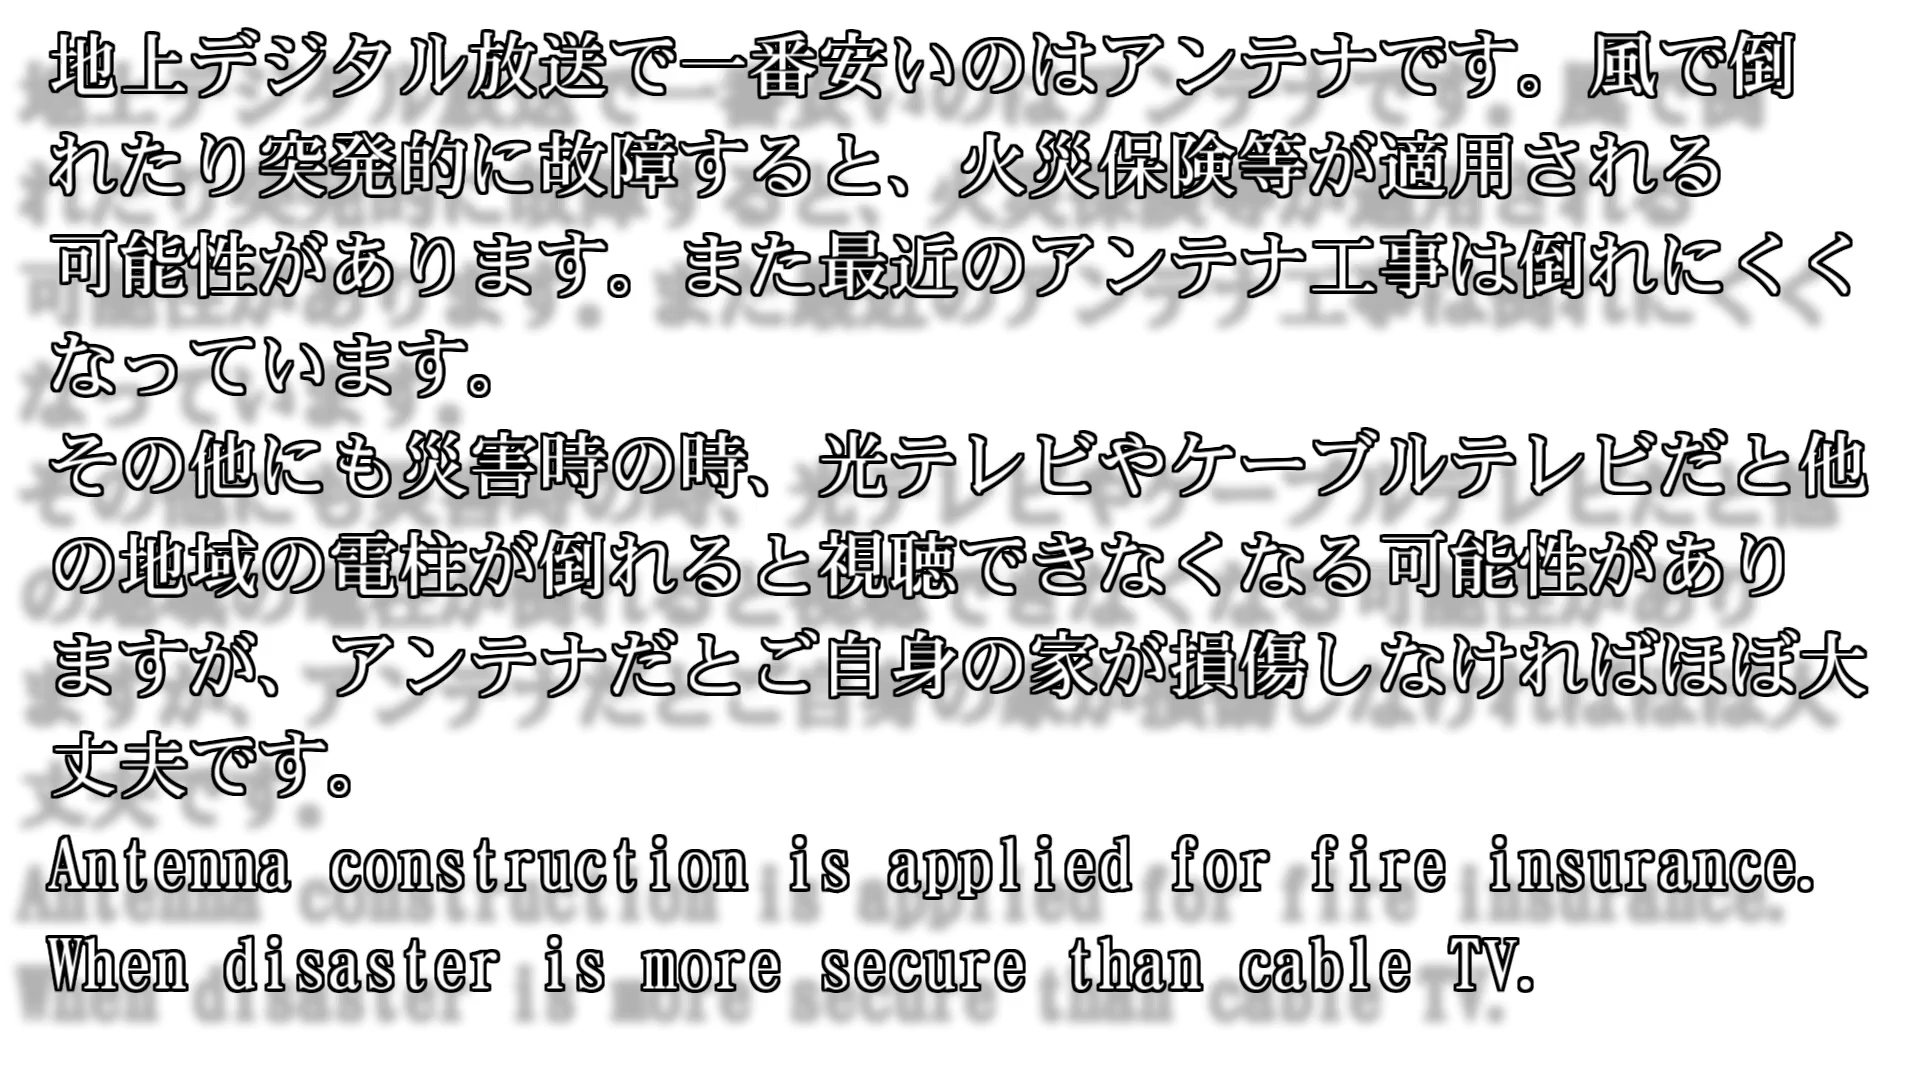 地上デジタル放送で一番安いのはアンテナです。風で倒
れたり突発的に故障すると、火災保険等が適用される
可能性があります。また最近のアンテナ工事は倒れにくく
なっています。
その他にも災害時の時、光テレビやケーブルテレビだと他
の地域の電柱が倒れると視聴できなくなる可能性があり
ますが、アンテナだとご自身の家が損傷しなければほぼ大
丈夫です。
Antenna construction is applied for fire insurance.
When disaster is more secure than cable TV.